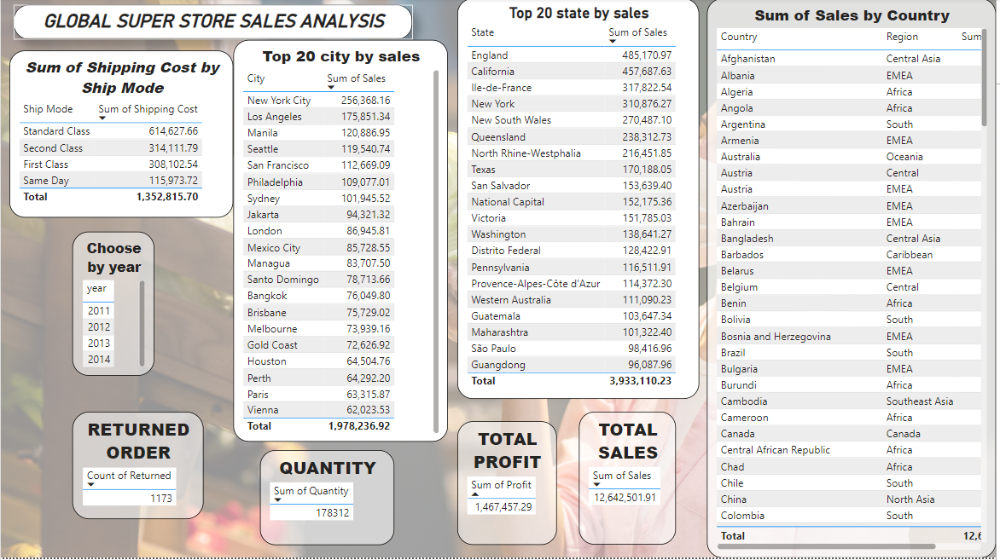 GLOBAL SUPER STORE SALES ANALYSIS
Sum of Shipping Cost by
Ship Mode
Ship Mode Sum of Shipping Cost
Standard Class 614,627.66
Second Class 314,111.79
First Class 308,102.54
Same Day 115,973.72
Total 1,352,815.70
Choose
by year
year
2011
2012
2013
2014
RETURNED
ORDER
Count of Returned
1173
Top 20 city by sales
City Sum of Sales
New York City 256,368.16
Los Angeles 175,851.34
Manila 120,886.95
Seattle 119,540.74
San Francisco 112,669.09
Philadelphia 109,077.01
Sydney 101,945.52
Jakarta 94,321.32
London 86,945.81
Mexico City 85,728.55
Managua 83,707.50
Santo Domingo 78,713.66
Bangkok 76,049.80
Brisbane 75,729.02
Melbourne 73,939.16
Gold Coast 72,626.92
Houston 64,504.76
Perth 64,292.20
Paris 63,315.87
Vienna 62,023.53
Total 1,978,236.92
QUANTITY
Sum of Quantity
178312
Top 20 state by sales
State Sum of Sales
England 485,170.97
California 457,687.63
Ile-de-France 317,822.54
New York 310,876.27
New South Wales 270,487.10
Queensland 238,312.73
North Rhine-Westphalia 216,451.85
Texas 170,188.05
San Salvador 153,639.40
National Capital 152,175.36
Victoria 151,785.03
Washington 138,641.27
Distrito Federal 128,422.91
Pennsylvania 116,511.91
Provence-Alpes-Côte d'Azur 114,372.30
Western Australia 111,090.23
Guatemala 103,647.34
Maharashtra 101,322.40
São Paulo 98,416.96
Guangdong 96,087.96
Total 3,933,110.23
TOTAL
PROFIT
Sum of Profit
1,467,457.29
TOTAL
SALES
Sum of Sales
12,642,501.91
Sum of Sales by Country
Country Region Sum
Afghanistan Central Asia
Albania EMEA
Algeria Africa
Angola Africa
Argentina South
Armenia EMEA
Australia Oceania
Austria Central
Austria EMEA
Azerbaijan EMEA
Bahrain EMEA
Bangladesh Central Asia
Barbados Caribbean
Belarus EMEA
Belgium Central
Benin Africa
Bolivia South
Bosnia and Herzegovina EMEA
Brazil South
Bulgaria EMEA
Burundi Africa
Cambodia Southeast Asia
Cameroon Africa
Canada Canada
Central African Republic Africa
Chad Africa
Chile South
China North Asia
Colombia South
Total 12,6